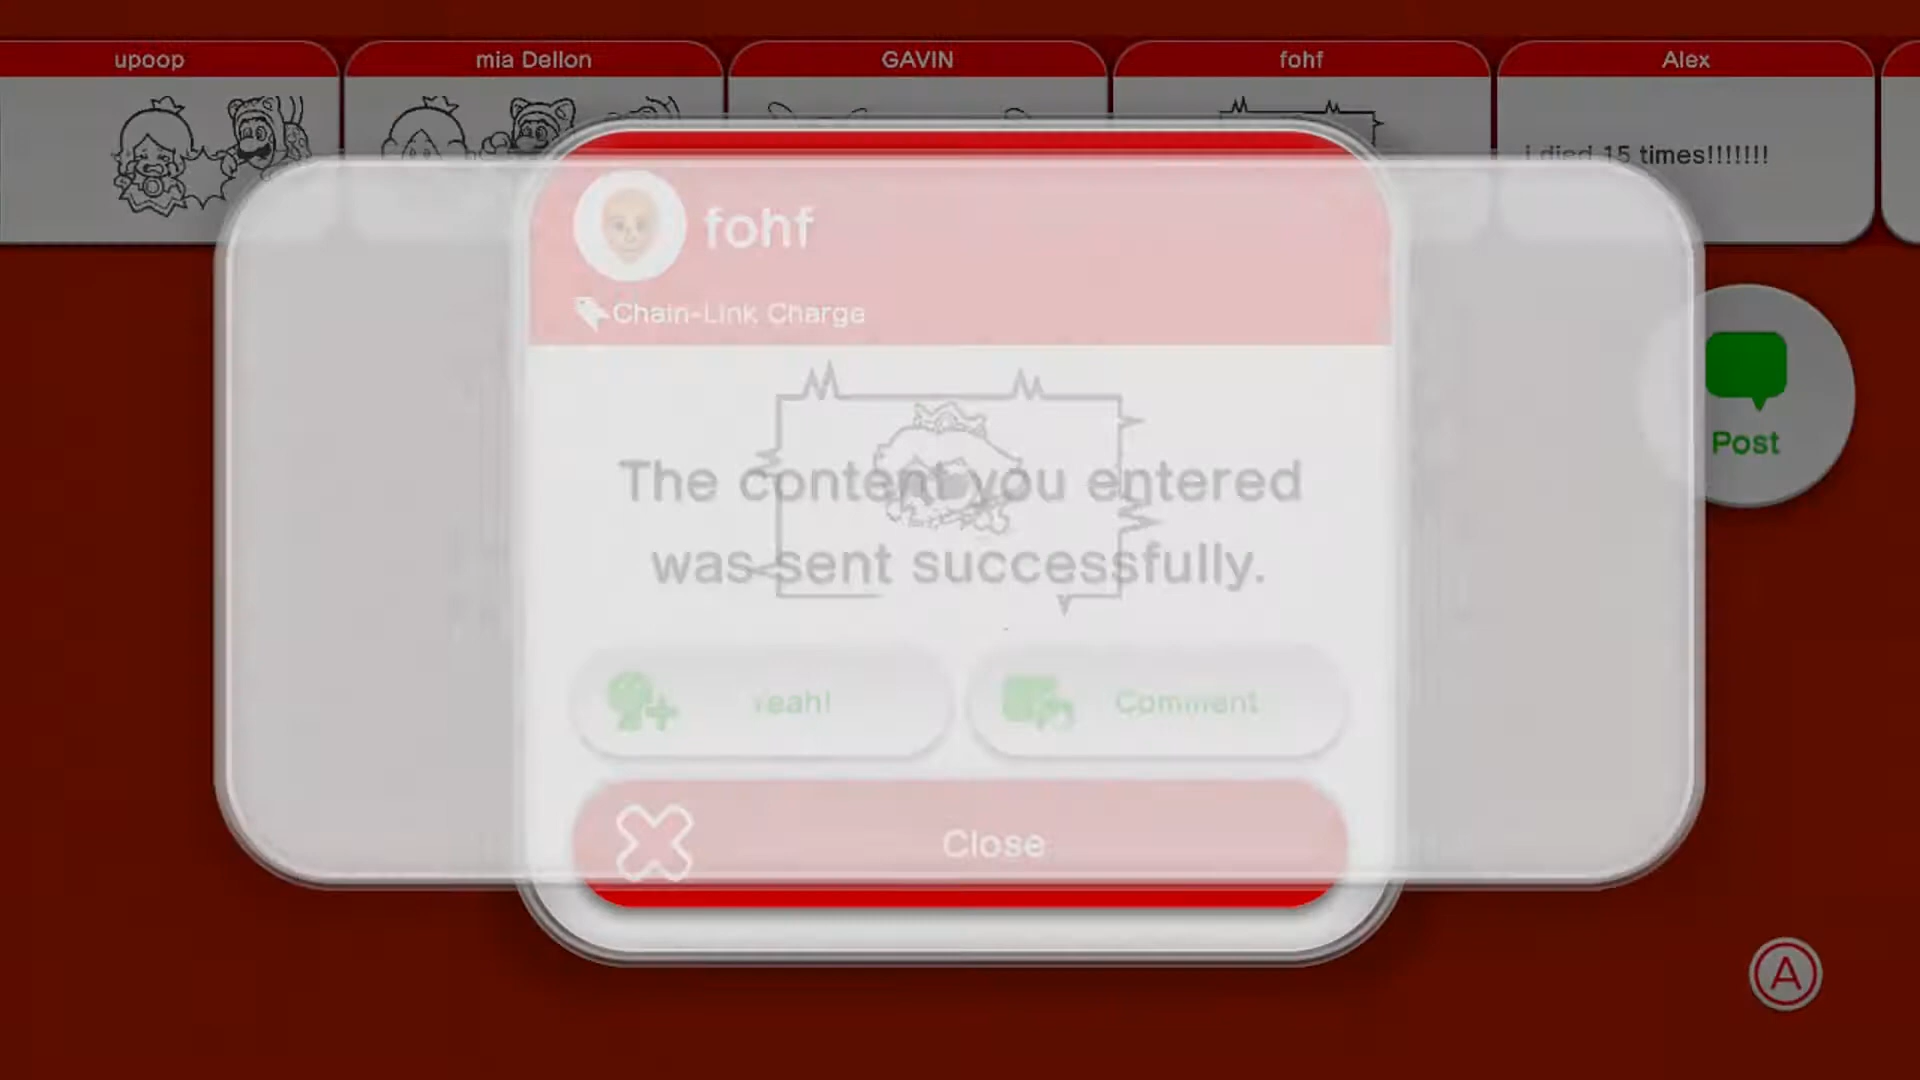 upoop
mia Dellon
GAVIN
fohf
Alex
i died 15 times!!!!!!!
fohf
Chain-Link Charge
The content you entered
was sent successfully.
Post
Yeah!
Comment
Close
A